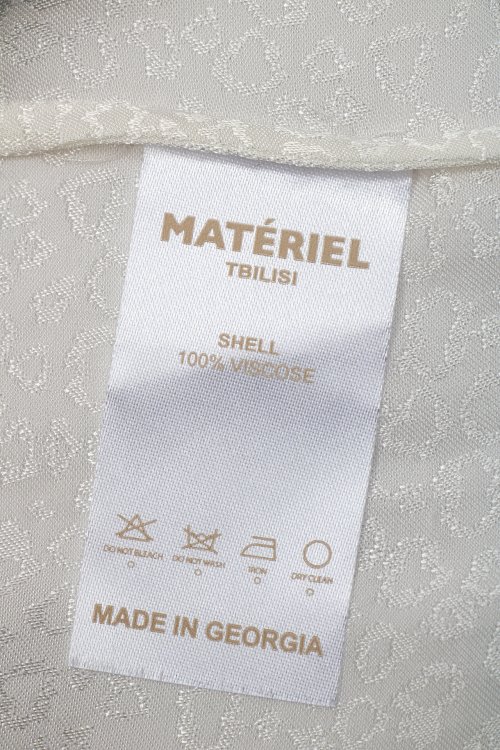 MATÉRIEL
TBILISI
SHELL
100% VISCOSE
DO NOT BLEACH DO NOT WASH IRON DRY CLEAN
MADE IN GEORGIA